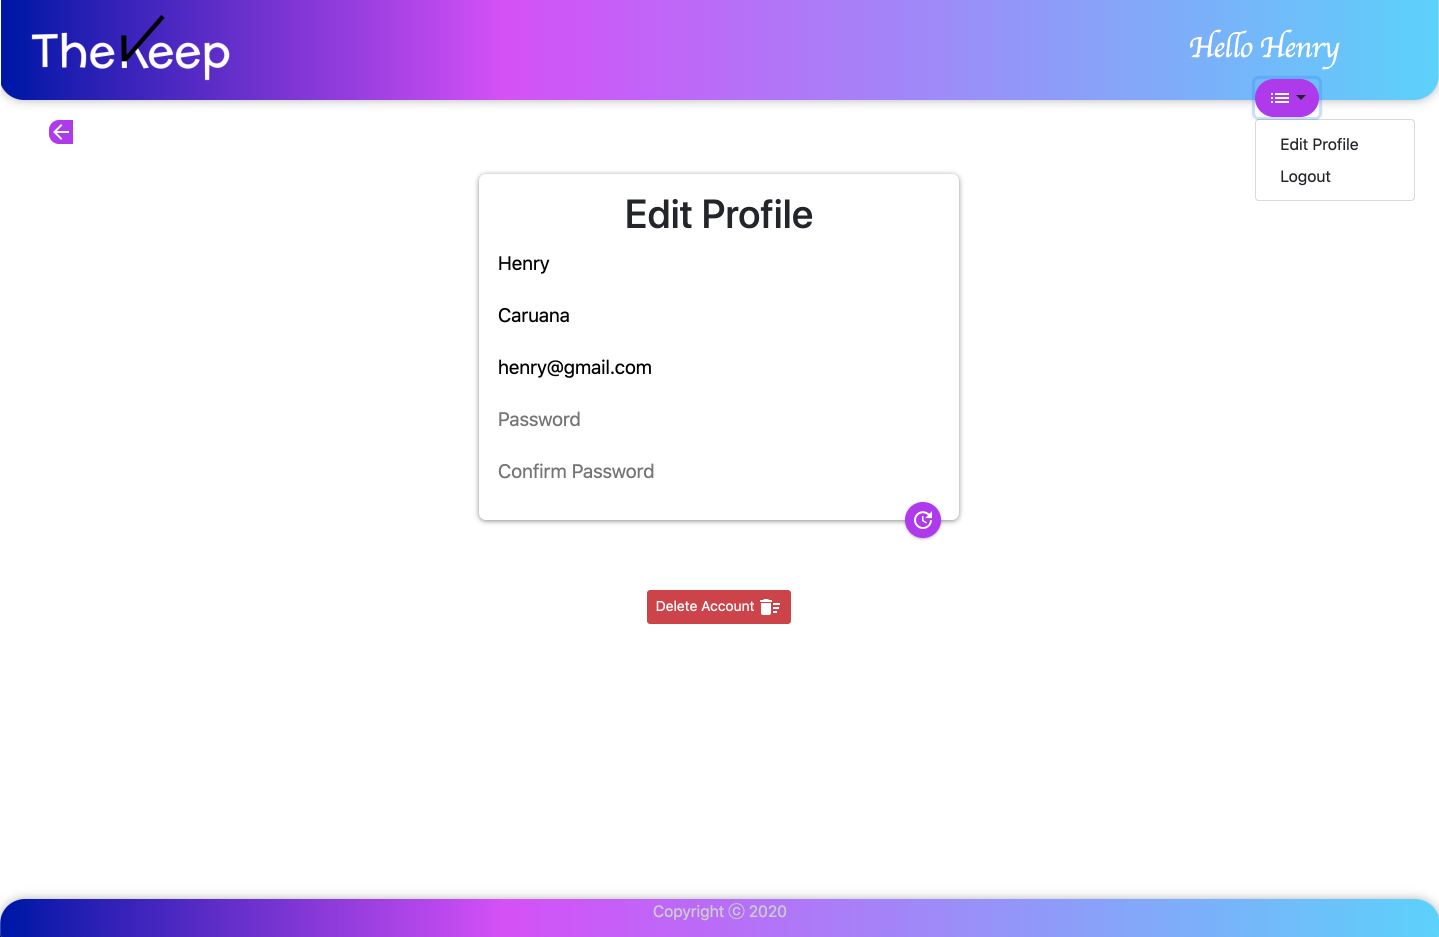 TheKeep
Hello Henry
Edit Profile
Logout
Edit Profile
Henry
Caruana
henry@gmail.com
Password
Confirm Password
Delete Account
Copyright ⓒ 2020